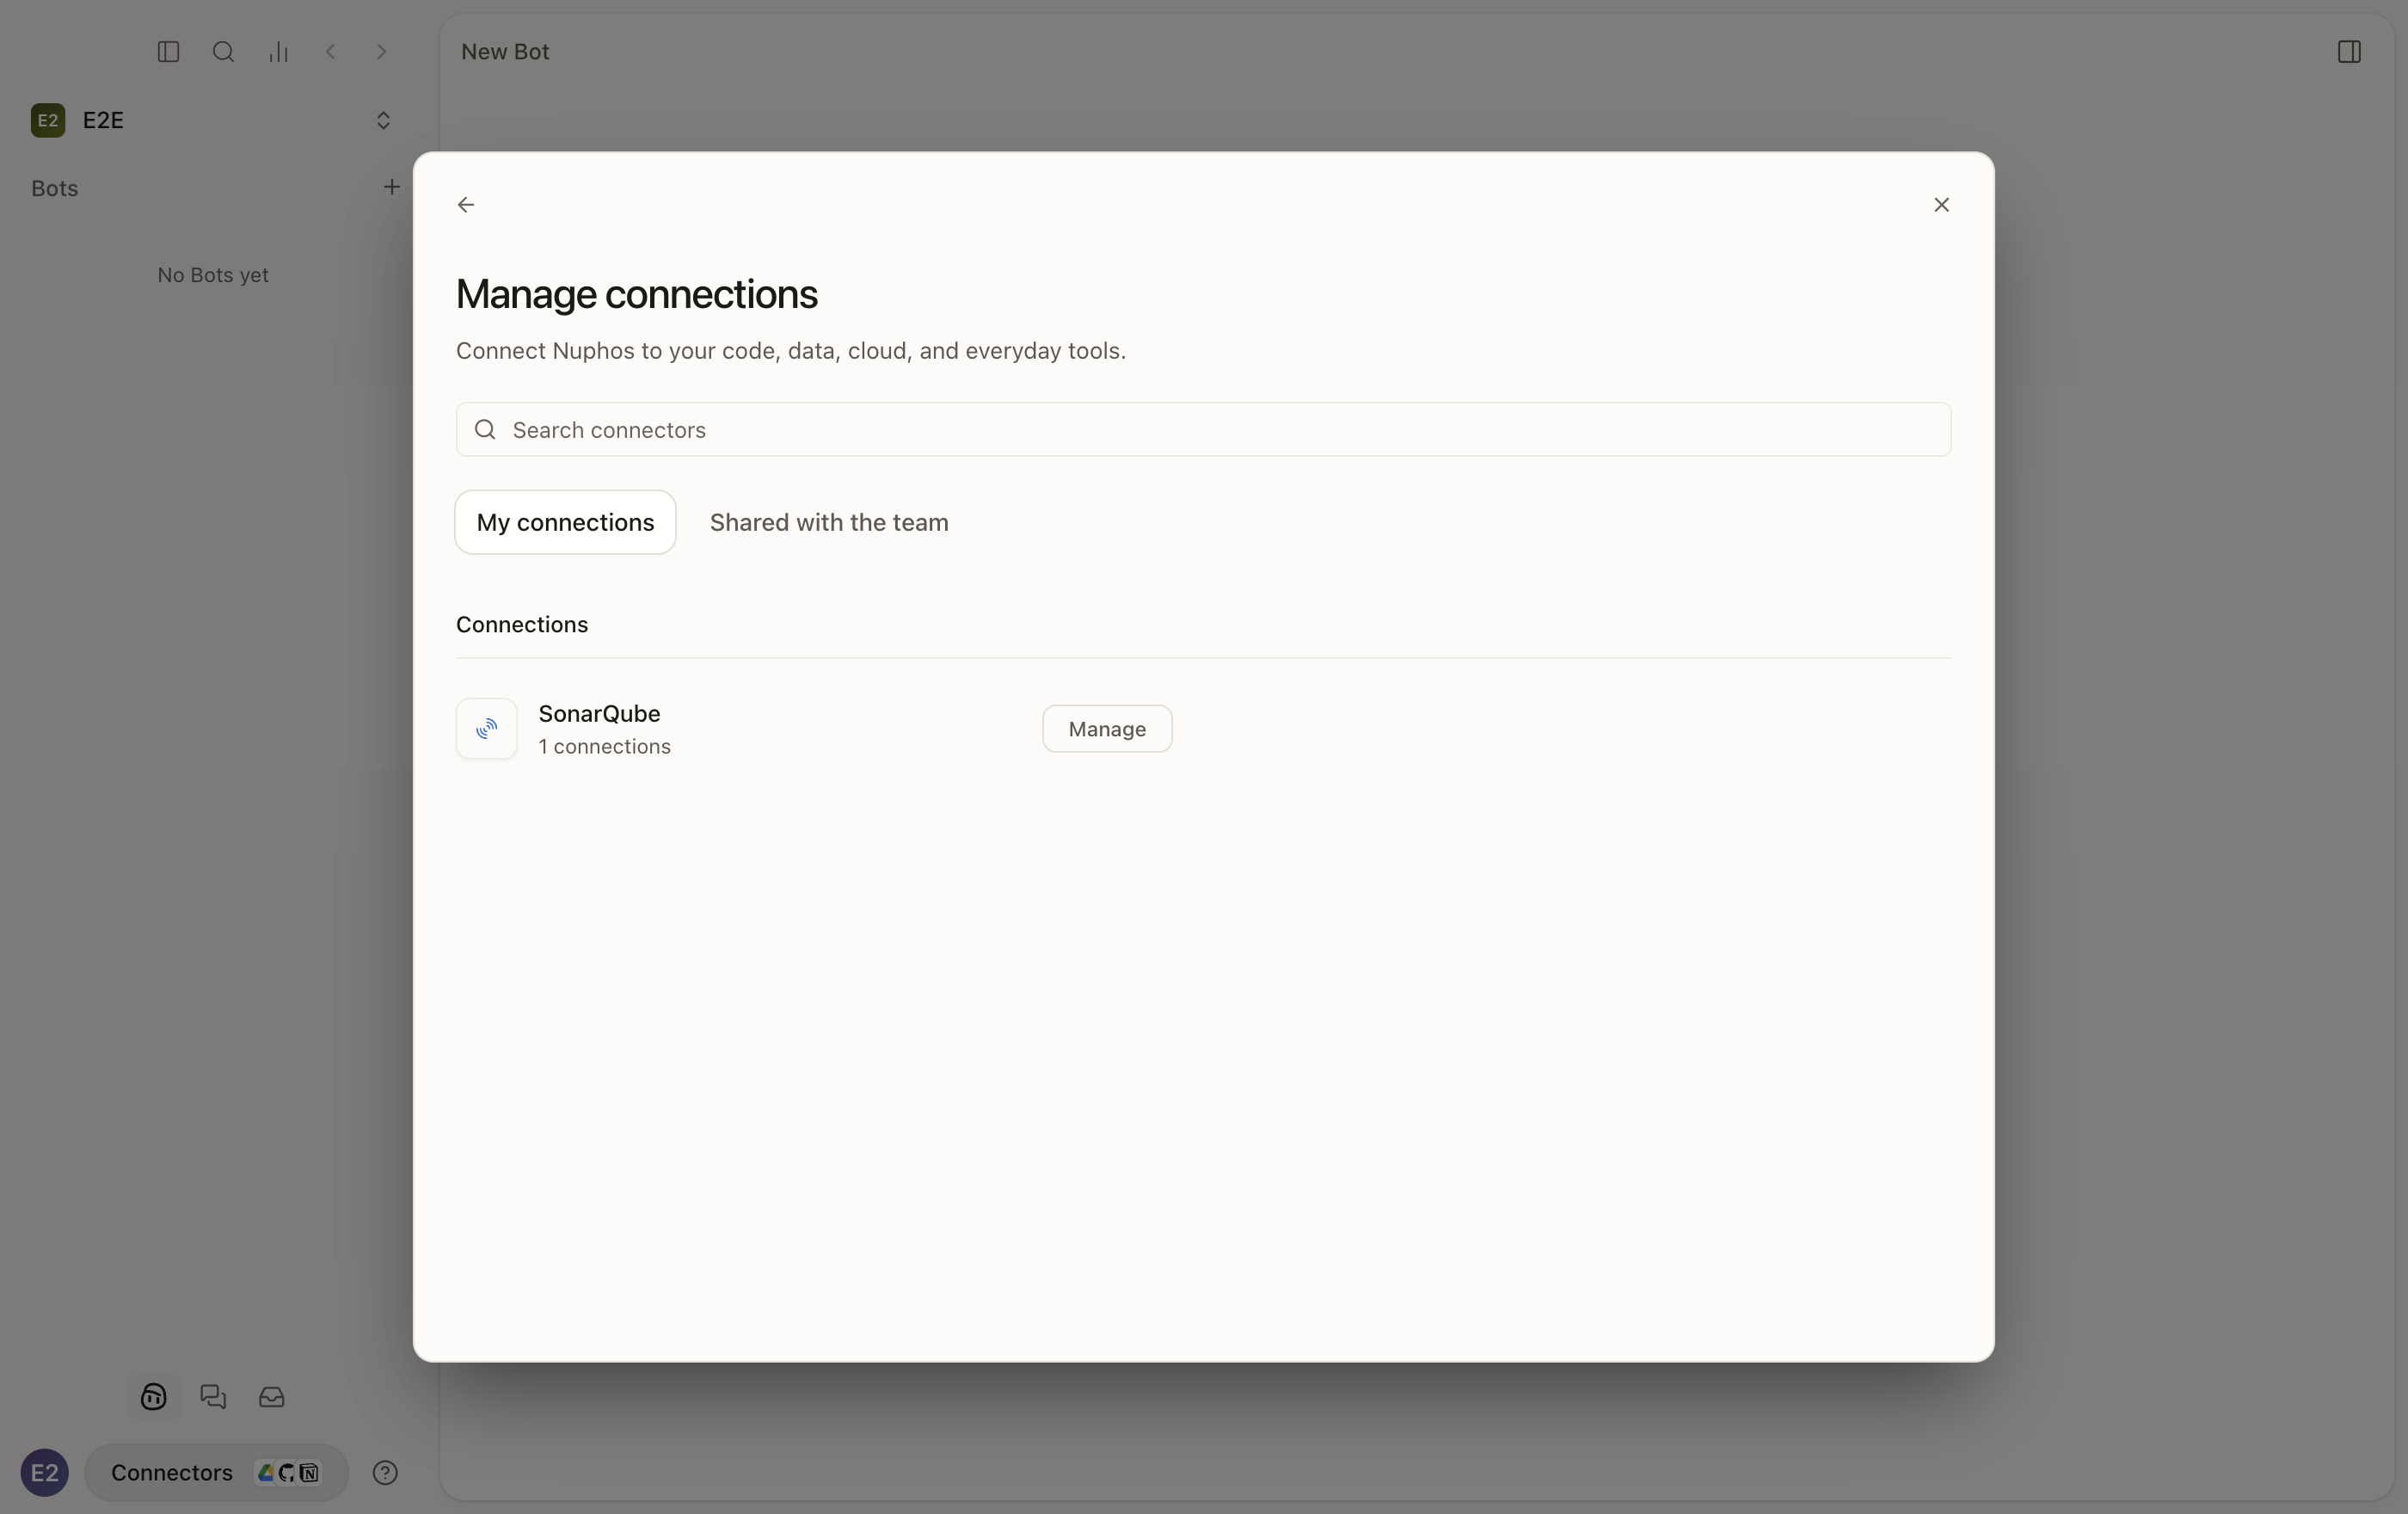 New Bot
E2 E2E
Bots
No Bots yet
Manage connections
Connect Nuphos to your code, data, cloud, and everyday tools.
Search connectors
My connections Shared with the team
Connections
SonarQube
1 connections
Manage
E2 Connectors